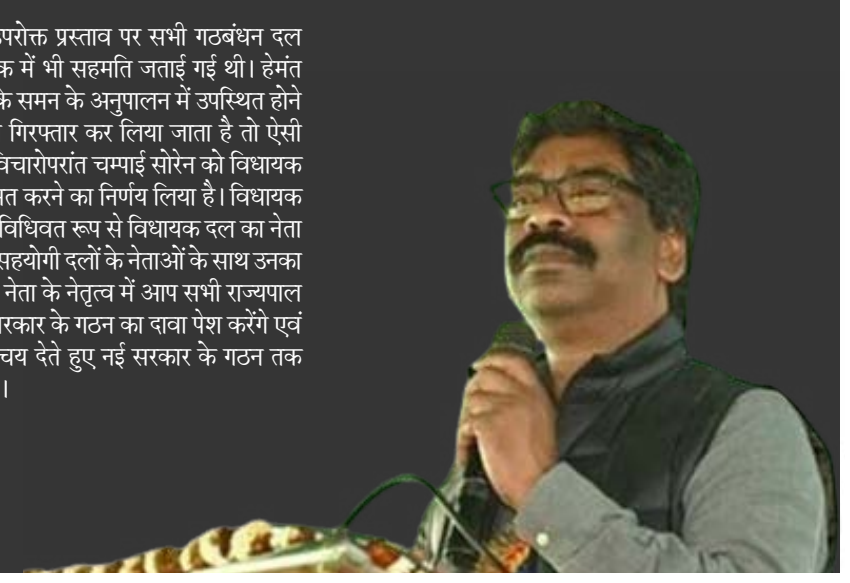 परोक्त प्रस्ताव पर सभी गठबंधन दल
क में भी सहमति जताई गई थी। हेमंत
के समन के अनुपालन में उपस्थित होने
गिरफ्तार कर लिया जाता है तो ऐसी
विचारोपरांत चम्पाई सोरेन को विधायक
करने का निर्णय लिया है। विधायक
विधिवत रूप से विधायक दल का नेता
सहयोगी दलों के नेताओं के साथ उनका
नेता के नेतृत्व में आप सभी राज्यपाल
रकार के गठन का दावा पेश करेंगे एवं
चय देते हुए नई सरकार के गठन तक
।